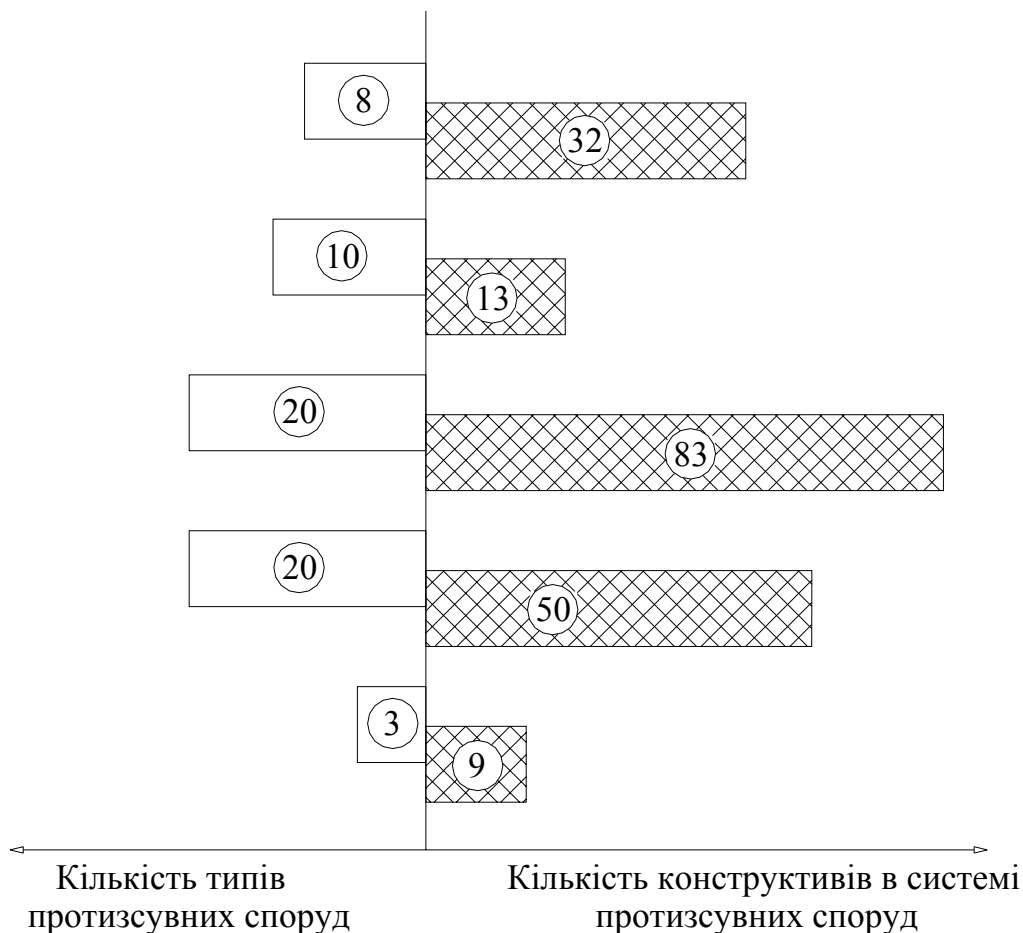 8
32
10
13
20
83
20
50
3
9
Кількість типів
протизсувних споруд
Кількість конструктивів в системі
протизсувних споруд